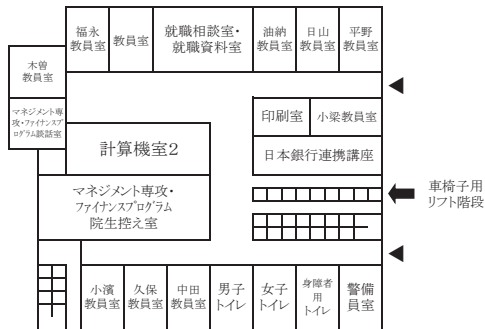 福永
教員室
教員室
就職相談室・
就職資料室
油納
教員室
日山
教員室
平野
教員室
木曽
教員室
マネジメント専
攻・ファイナンスプ
ログラム談話室
印刷室
小梁教員室
計算機室2
日本銀行連携講座
マネジメント専攻・
ファイナンスプログラム
院生控え室
車椅子用
リフト階段
小濱
教員室
久保
教員室
中田
教員室
男子
トイレ
女子
トイレ
身障者
用
トイレ
警備
員室